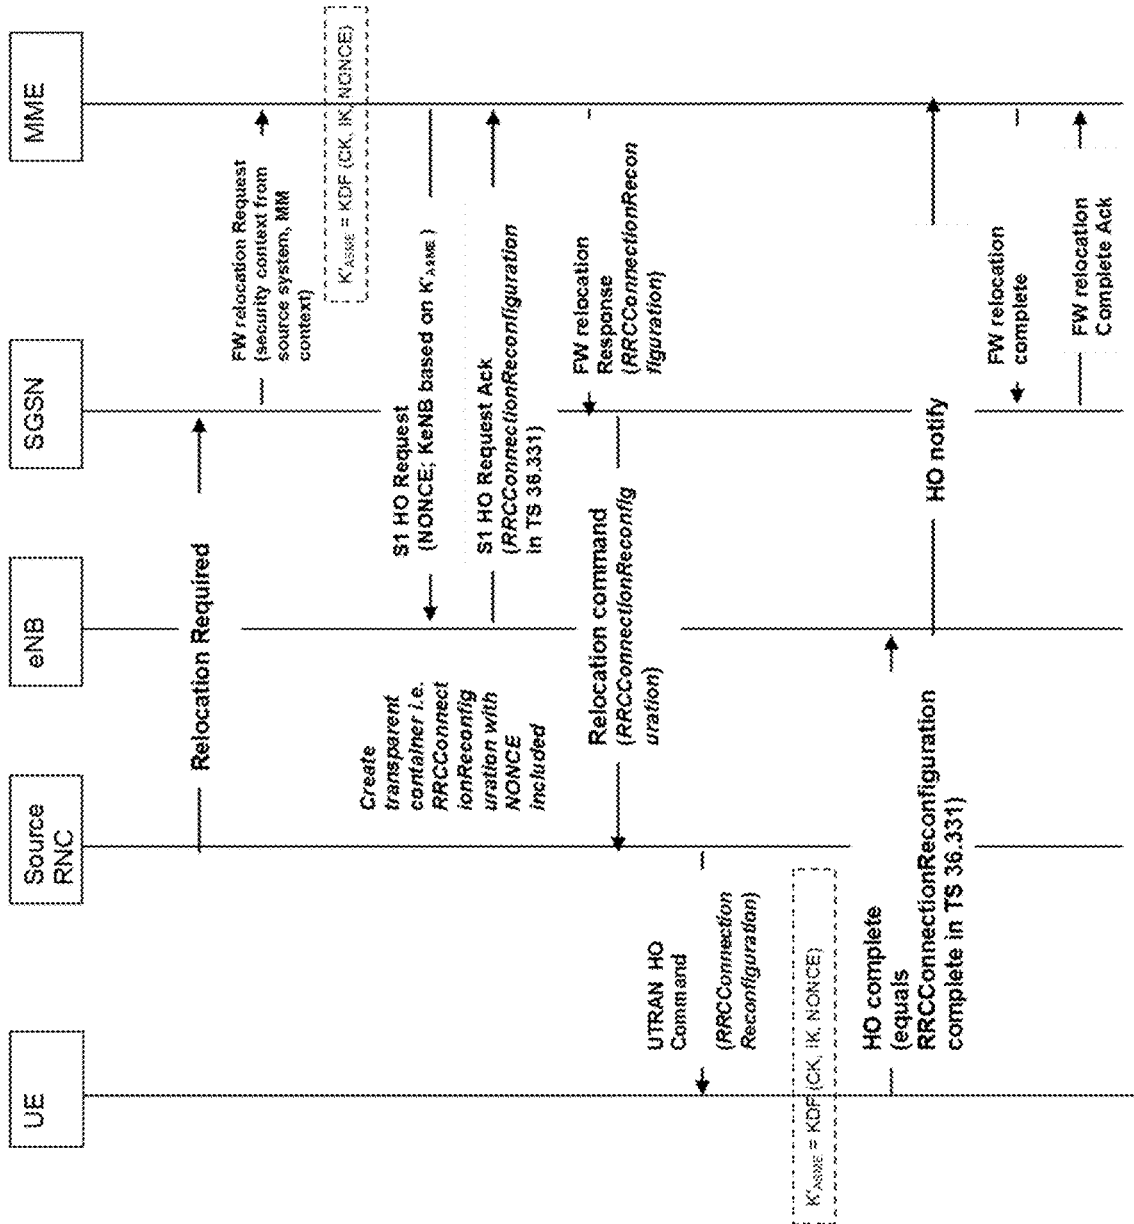 UE
Source
RNC
eNB
SGSN
MME
Relocation Required
FW relocation Request
(security context from
source system, MM
context)
K'ASME = KDF (CK, IK, NONCE)
S1 HO Request
(NONCE; KeNB based on K'ASME)
Create
transparent
container i.e.
RRCConnect
ionReconfig
uration with
NONCE
included
S1 HO Request Ack
(RRCConnectionReconfiguration
in TS 36.331)
FW relocation
Response
(RRCConnectionRecon
figuration)
Relocation command
(RRCConnectionReconfig
uration)
UTRAN HO
Command
(RRCConnection
Reconfiguration)
K'ASME = KDF (CK, IK, NONCE)
HO complete
(equals
RRCConnectionReconfiguration
complete in TS 36.331)
HO notify
FW relocation
complete
FW relocation
Complete Ack